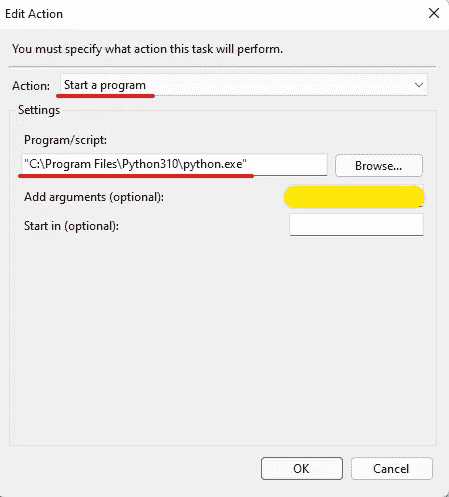 Edit Action
You must specify what action this task will perform.
Action: Start a program
Settings
Program/script:
"C:\Program Files\Python310\python.exe" Browse...
Add arguments (optional):
Start in (optional):
OK Cancel